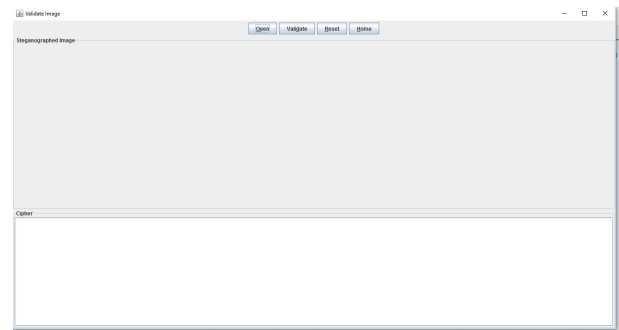 Validate Image
Open Validate Reset Home
Steganographed Image
Cipher